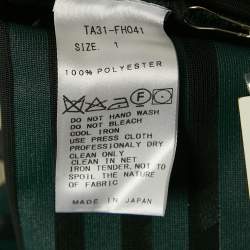 TA31-FH041
SIZE. 1
100% POLYESTER
DO NOT HAND WASH
DO NOT BLEACH
COOL IRON
USE PRESS CLOTH
PROFESSIONALLY DRY
CLEAN ONLY
CLEAN IN NET
IRON TENDER, NOT TO
SPOIL THE NATURE
OF FABRIC
MADE IN JAPAN